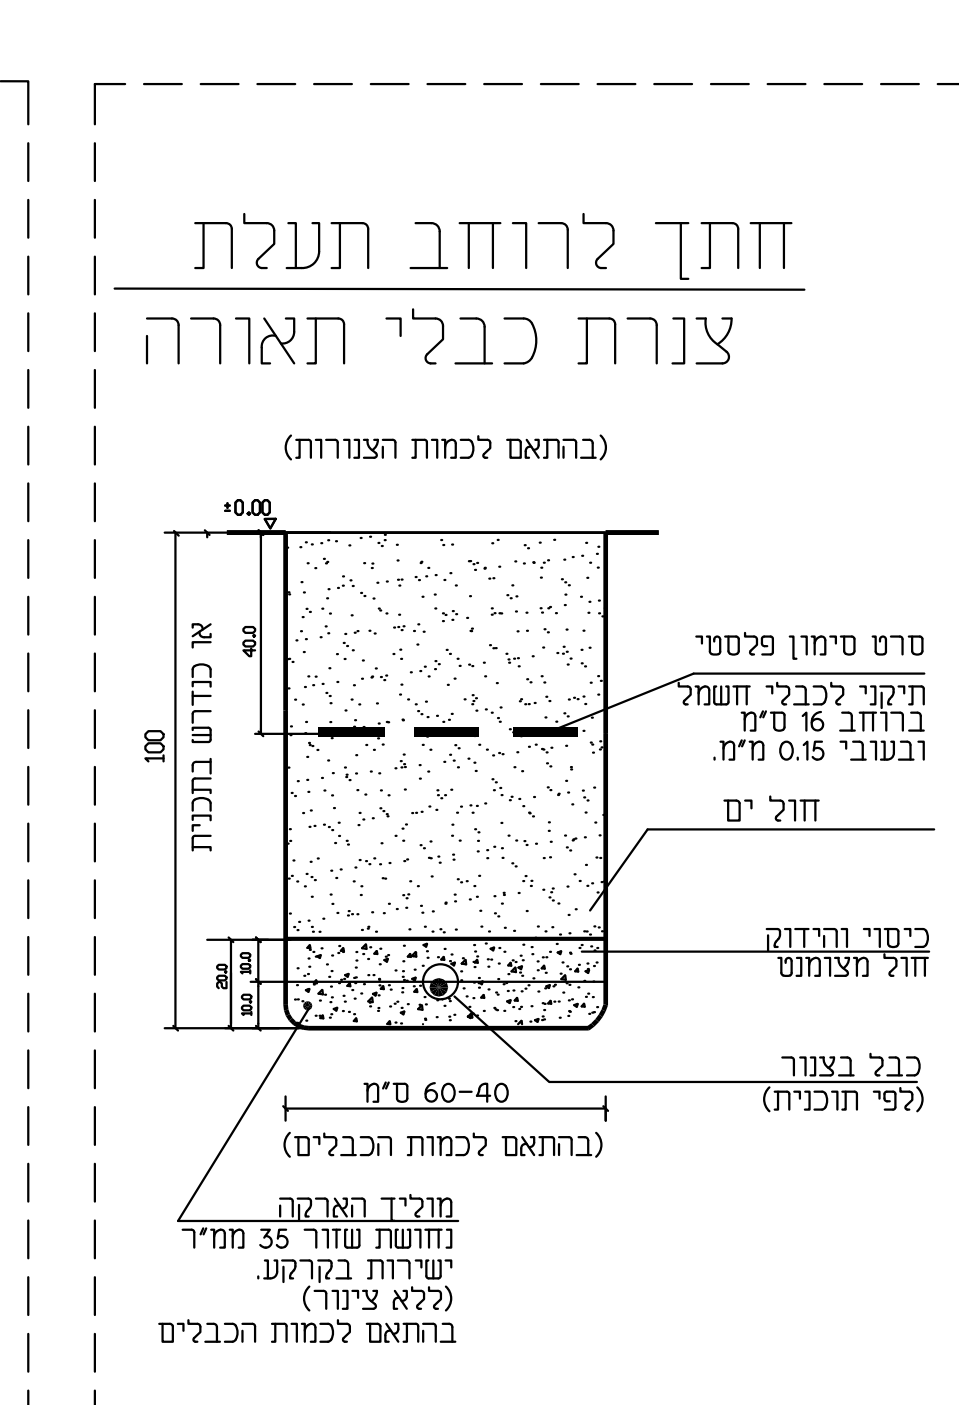 חתך לרוחב תעלת
צנרת כבלי תאורה
(בהתאם לכמות הצנורות)
±0.00
40.0
100
או כנדרש בתכנית
סרט סימון פלסטי
תיקני לכבלי חשמל
ברוחב 16 ס"מ
ובעובי 0.15 מ"מ.
חול ים
כיסוי והידוק
חול מצומנט
20.0
10.0
10.0
כבל בצנור
(לפי תוכנית)
60-40 ס"מ
(בהתאם לכמות הכבלים)
מוליך הארקה
נחושת שזור 35 ממ"ר
ישירות בקרקע.
(ללא צינור)
בהתאם לכמות הכבלים